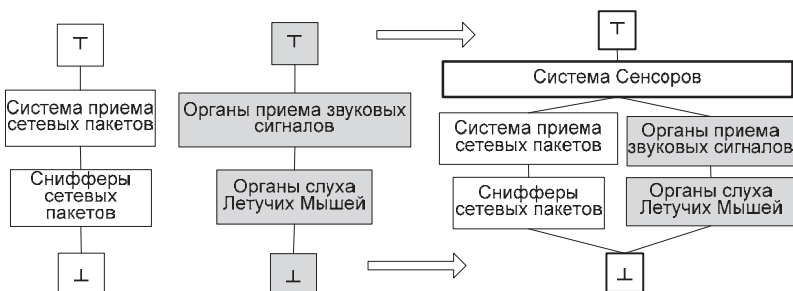 ⊤
Система приема
сетевых пакетов
Снифферы
сетевых
пакетов
⊥
⊤
Органы приема звуковых
сигналов
Органы слуха
Летучих Мышей
⊥
⊤
Система Сенсоров
Система приема
сетевых пакетов
Органы приема
звуковых сигналов
Снифферы
сетевых пакетов
Органы слуха
Летучих Мышей
⊥